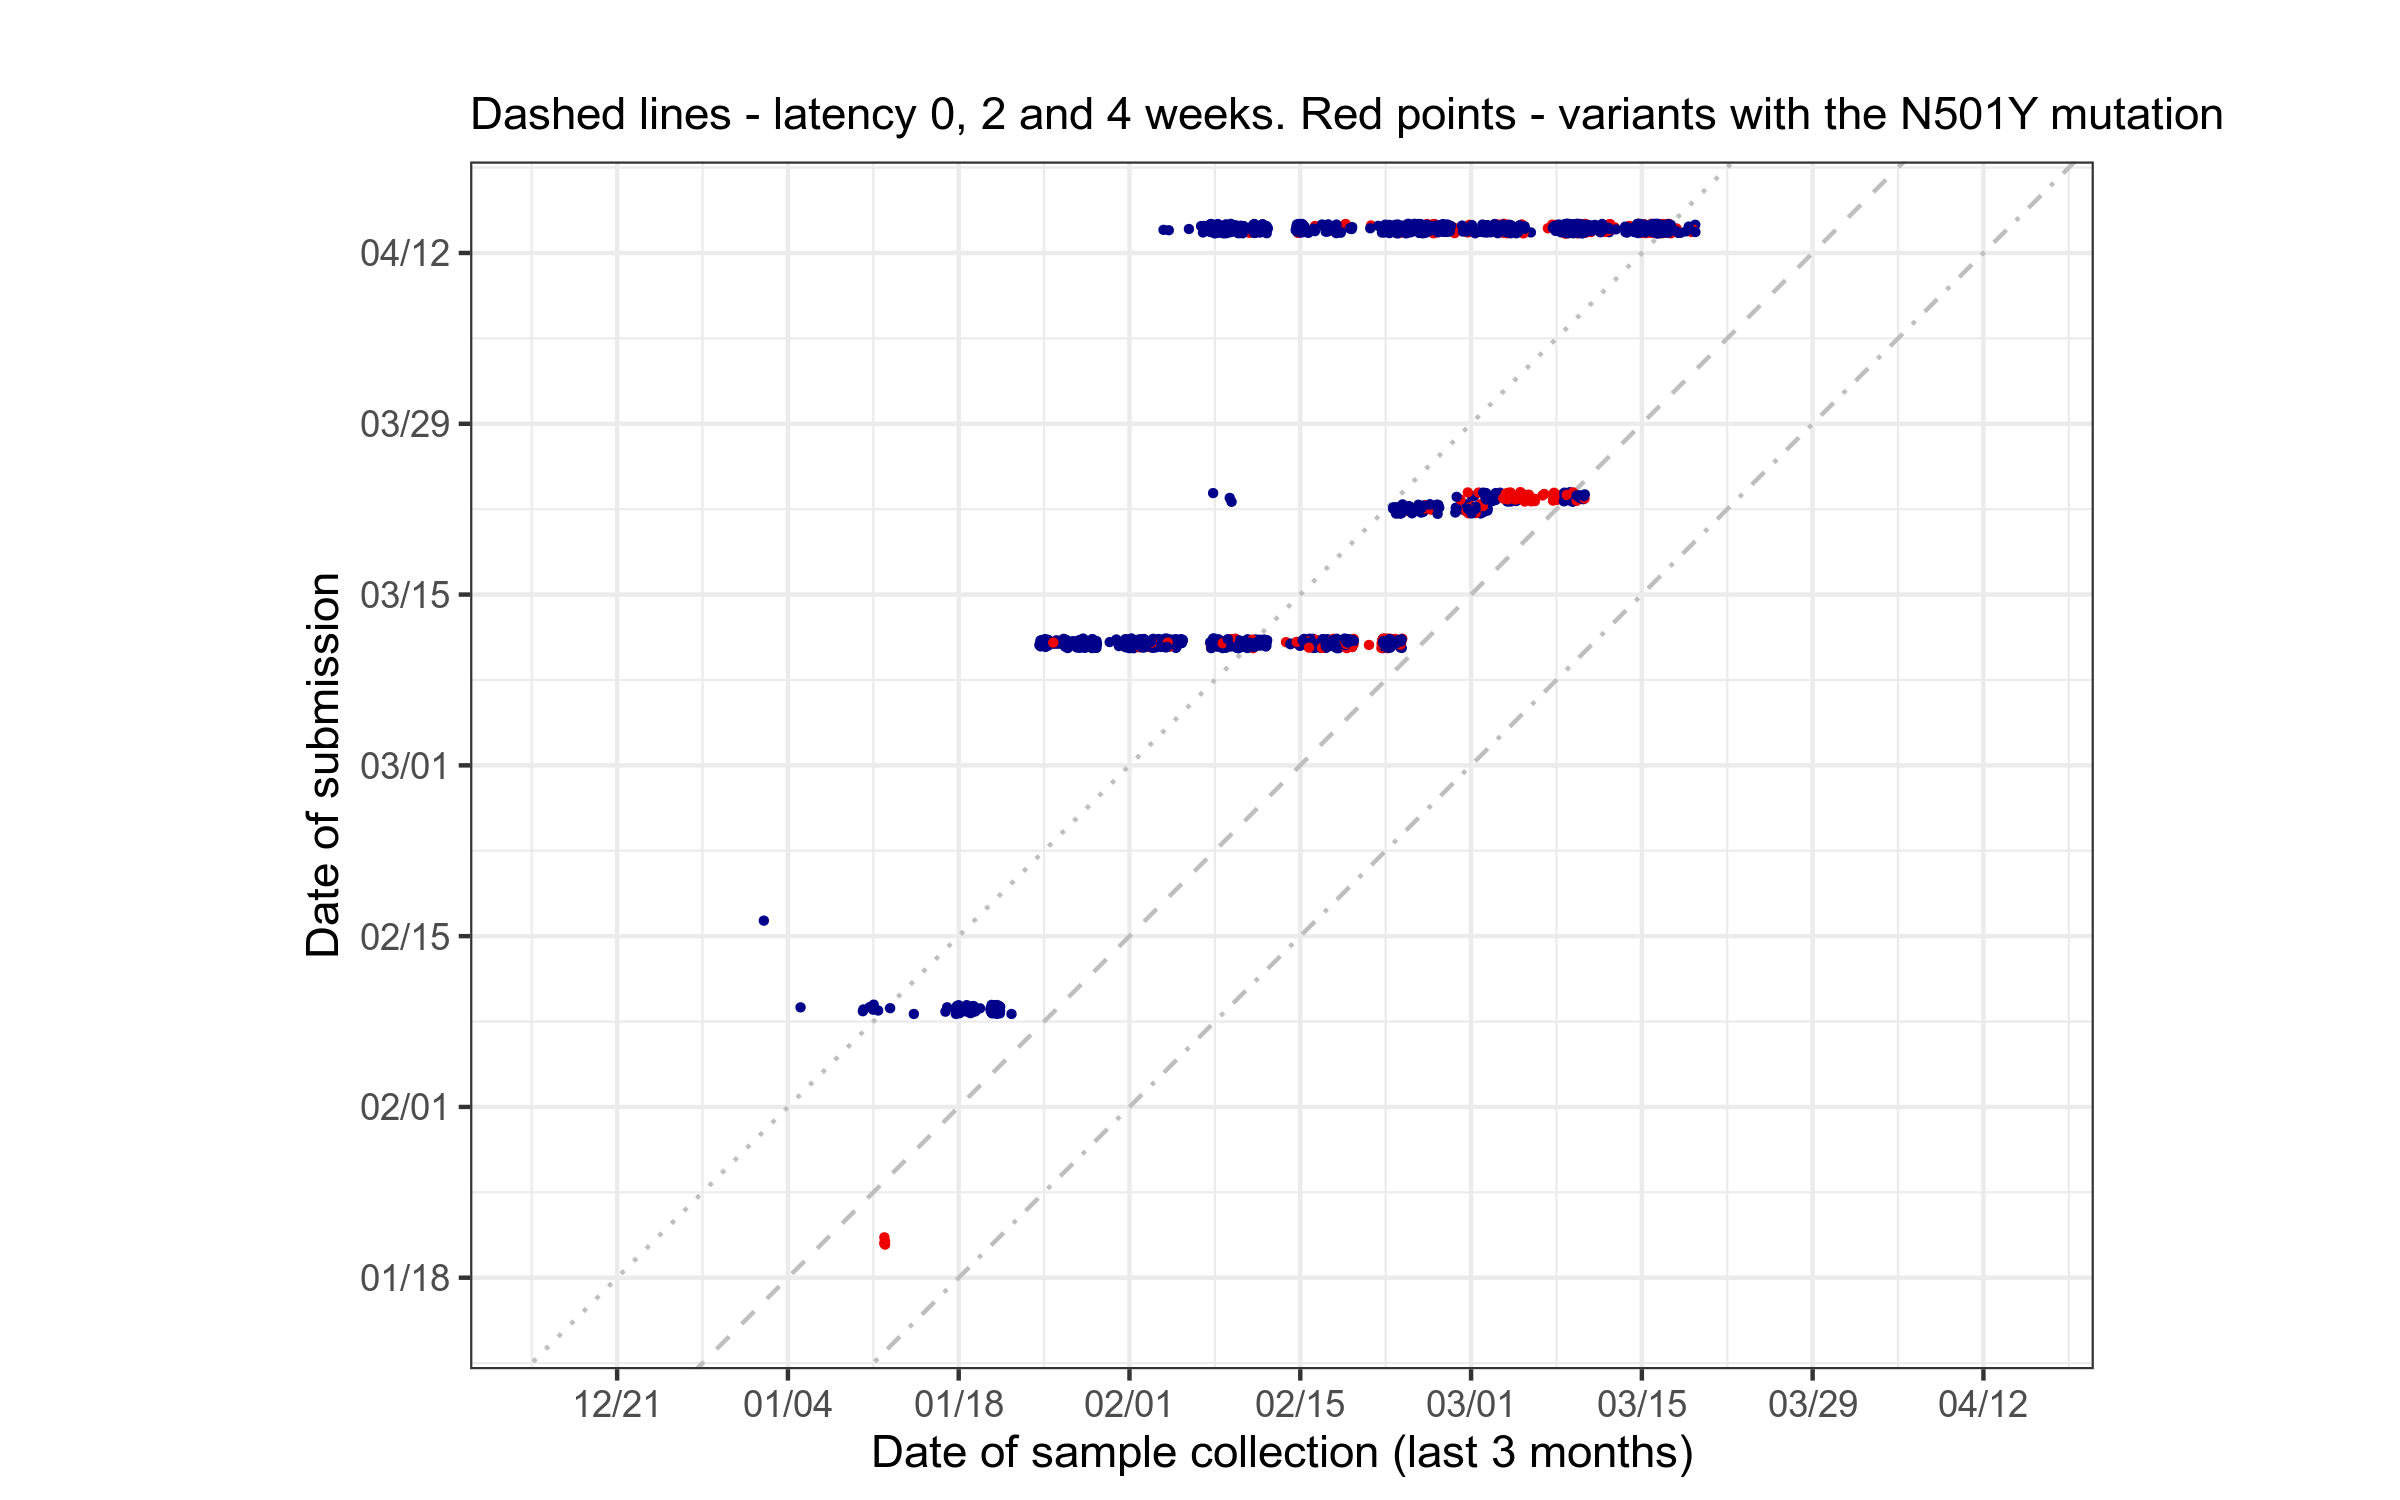 Dashed lines - latency 0, 2 and 4 weeks. Red points - variants with the N501Y mutation
Date of submission
04/12
03/29
03/15
03/01
02/15
02/01
01/18
12/21 01/04 01/18 02/01 02/15 03/01 03/15 03/29 04/12
Date of sample collection (last 3 months)